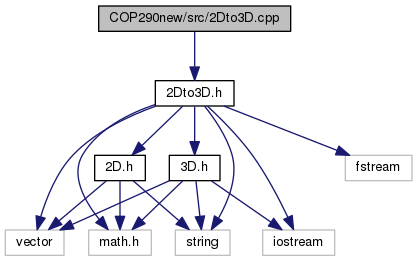 COP290new/src/2Dto3D.cpp
2Dto3D.h
2D.h
3D.h
fstream
vector
math.h
string
iostream